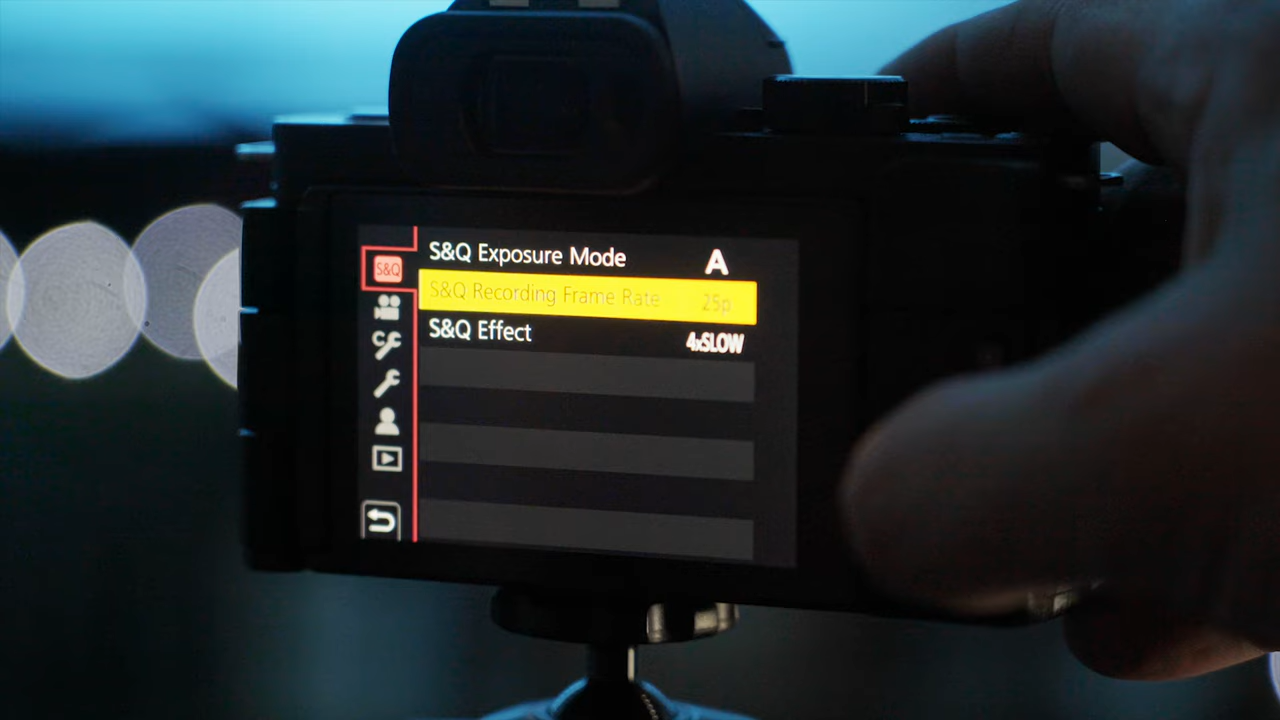 S&Q Exposure Mode A
S&Q
S&Q Recording Frame Rate 25p
S&Q Effect 4xSLOW